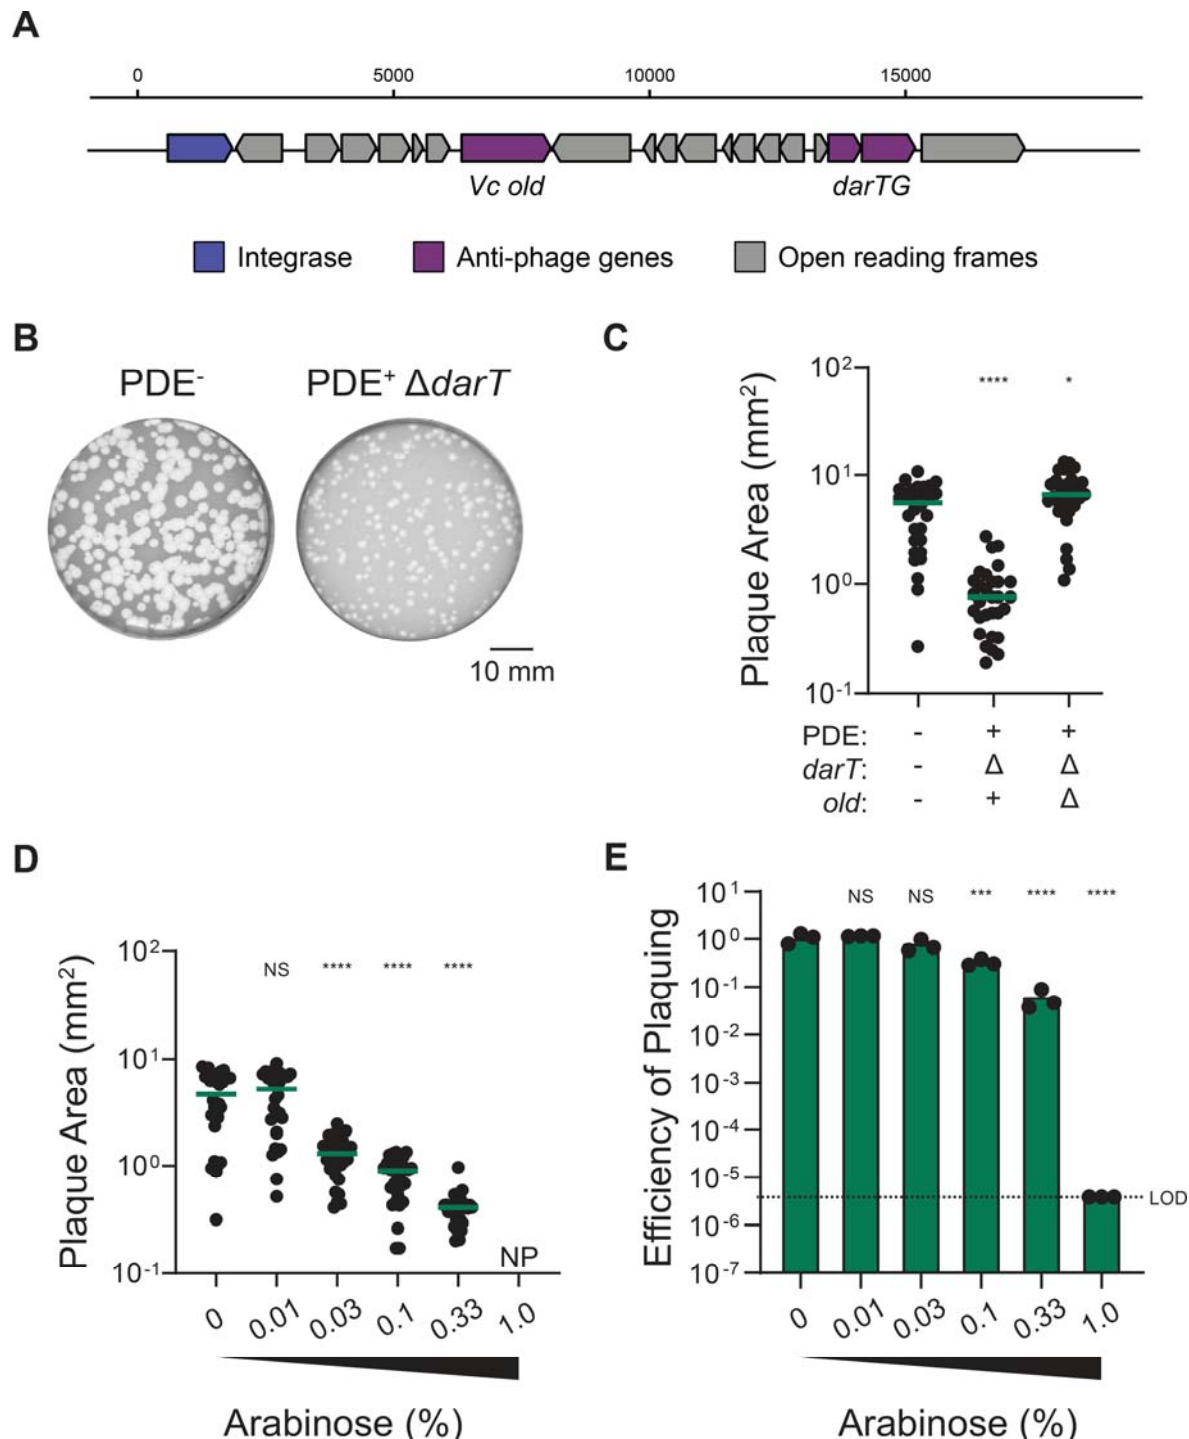 A
0 5000 10000 15000
Vc old darTG
Integrase Anti-phage genes Open reading frames
B
PDE- PDE+ ΔdarT
10 mm
C
Plaque Area (mm2)
102
101
100
10-1
**** *
PDE: - + +
darT: - Δ Δ
old: - + Δ
D
Plaque Area (mm2)
102
101
100
10-1
NS **** **** ****
NP
0 0.01 0.03 0.1 0.33 1.0
Arabinose (%)
E
Efficiency of Plaquing
101
100
10-1
10-2
10-3
10-4
10-5
10-6
10-7
NS NS *** **** ****
LOD
0 0.01 0.03 0.1 0.33 1.0
Arabinose (%)